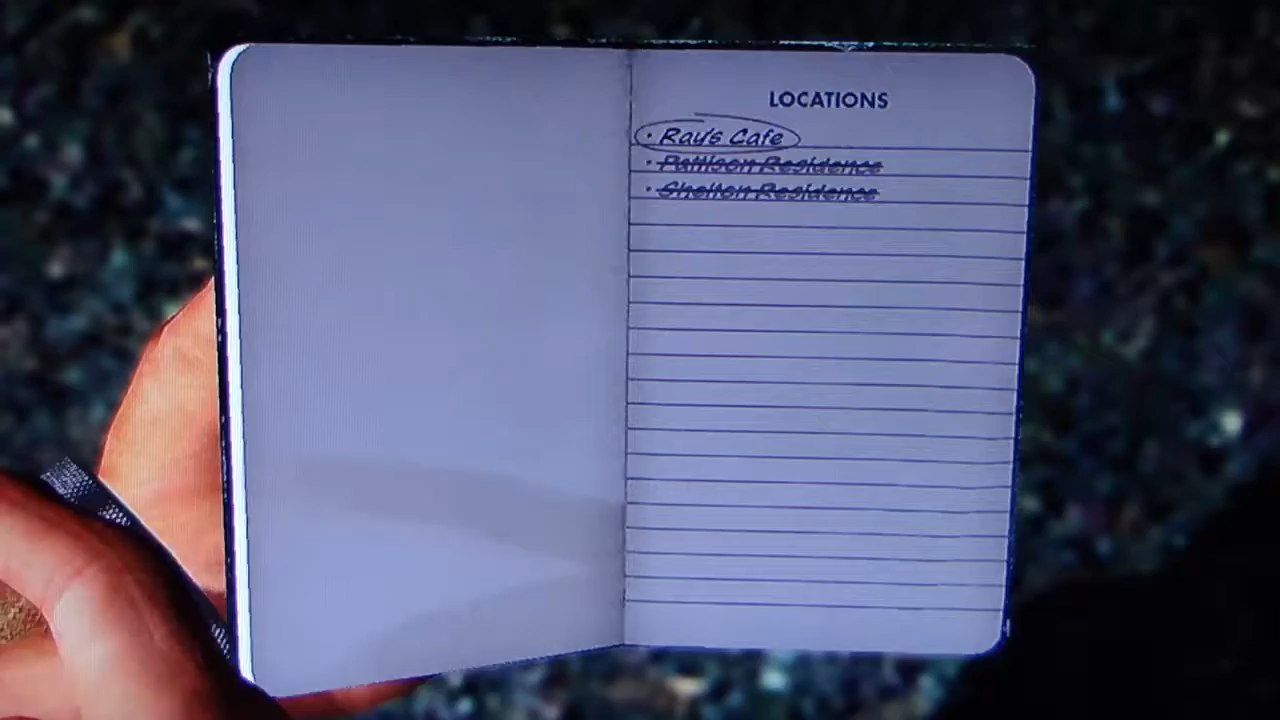 LOCATIONS
· Ray's Cafe
· Pattison Residence
· Shelton Residence